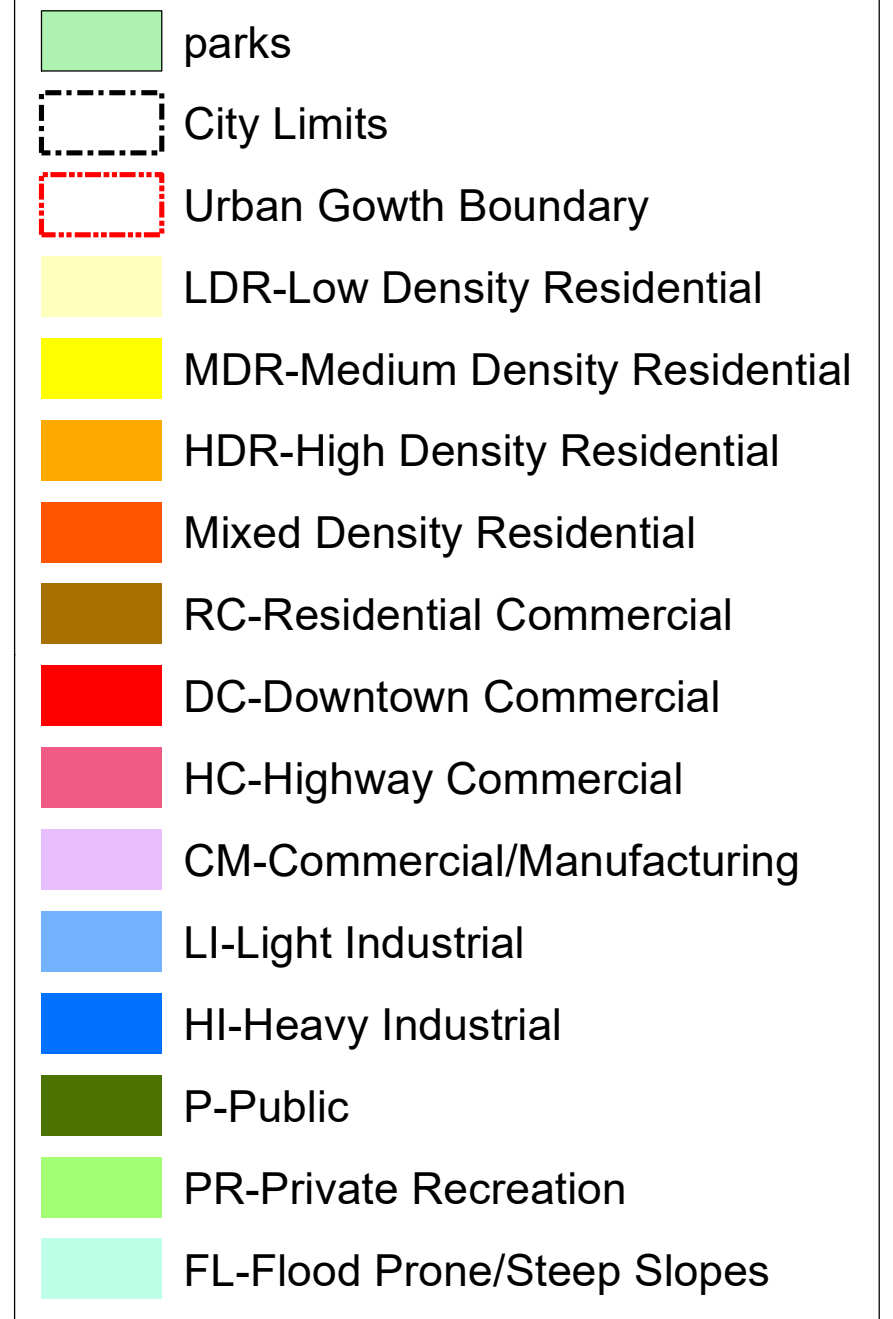 parks
City Limits
Urban Gowth Boundary
LDR-Low Density Residential
MDR-Medium Density Residential
HDR-High Density Residential
Mixed Density Residential
RC-Residential Commercial
DC-Downtown Commercial
HC-Highway Commercial
CM-Commercial/Manufacturing
LI-Light Industrial
HI-Heavy Industrial
P-Public
PR-Private Recreation
FL-Flood Prone/Steep Slopes